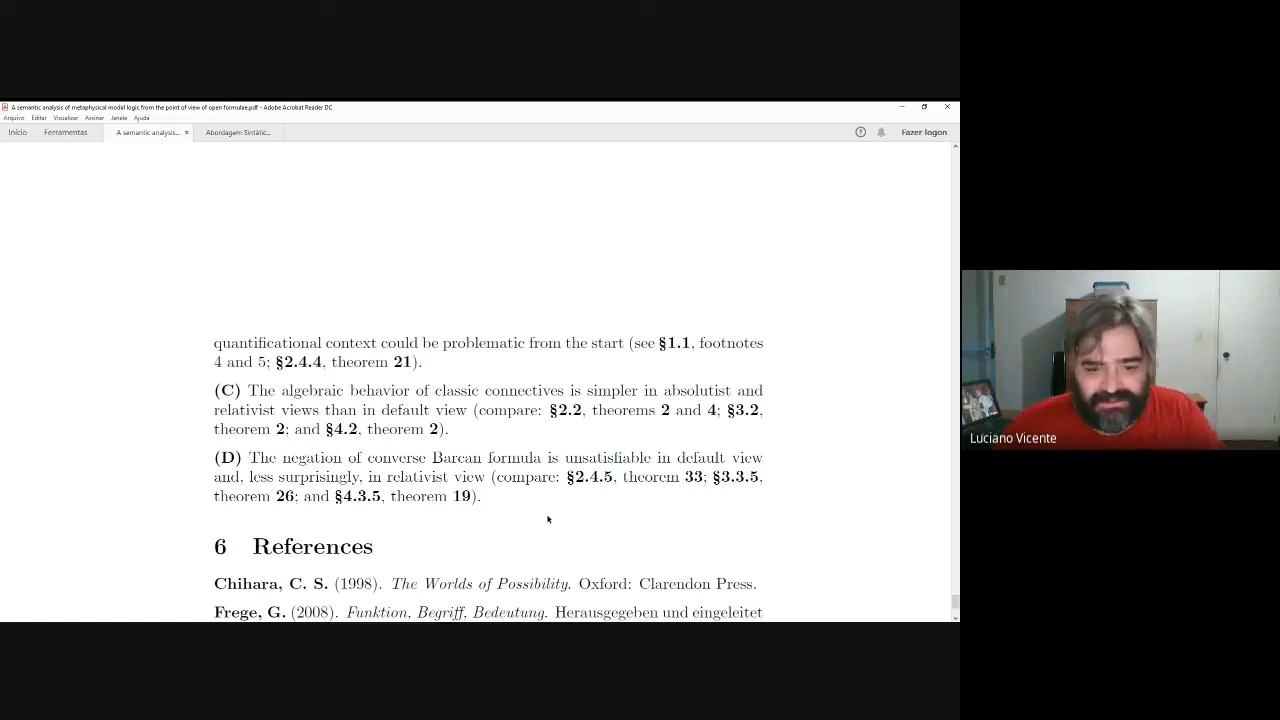 A semantic analysis of metaphysical modal logic from the point of view of open formulae.pdf - Adobe Acrobat Reader DC
Arquivo Editar Visualizar Assinar Janela Ajuda
Início Ferramentas A semantic analysis... × Abordagem Sintátic... Fazer logon
quantificational context could be problematic from the start (see §1.1, footnotes
4 and 5; §2.4.4, theorem 21).
(C) The algebraic behavior of classic connectives is simpler in absolutist and
relativist views than in default view (compare: §2.2, theorems 2 and 4; §3.2,
theorem 2; and §4.2, theorem 2).
(D) The negation of converse Barcan formula is unsatisfiable in default view
and, less surprisingly, in relativist view (compare: §2.4.5, theorem 33; §3.3.5,
theorem 26; and §4.3.5, theorem 19).
6 References
Chihara, C. S. (1998). The Worlds of Possibility. Oxford: Clarendon Press.
Frege, G. (2008). Funktion, Begriff, Bedeutung. Herausgegeben und eingeleitet
Luciano Vicente